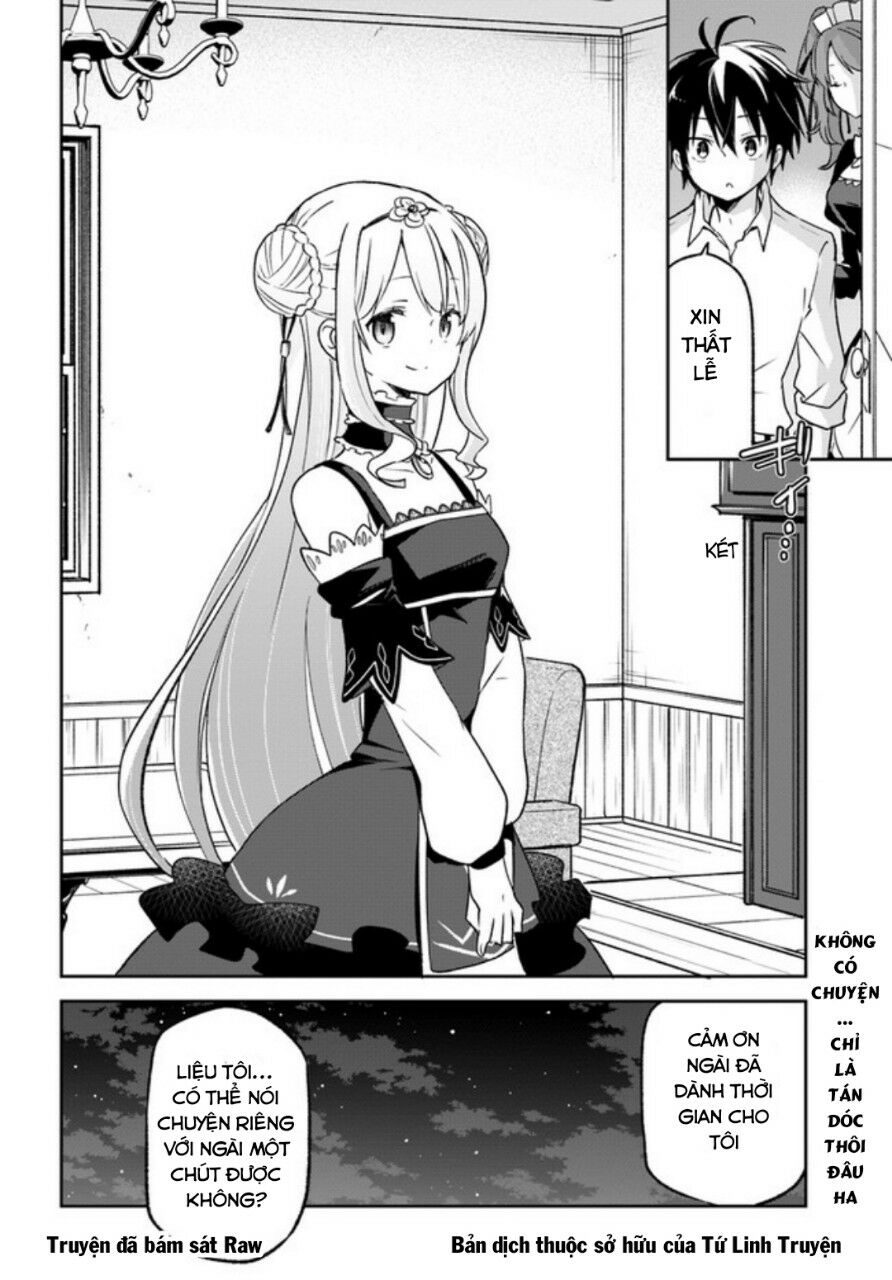 XIN
THẤT
LỄ
ギィ…
KÉT
CẢM ƠN
NGÀI ĐÃ
DÀNH THỜI
GIAN CHO
TÔI
LIỆU TÔI...
CÓ THỂ NÓI
CHUYỆN RIÊNG
VỚI NGÀI MỘT
CHÚT ĐƯỢC
KHÔNG?
KHÔNG
CÓ
CHUYỆN
...
CHỈ
LÀ
TÁN
DÓC
THÔI
ĐÂU
HA
Truyện đã bám sát Raw
Bản dịch thuộc sở hữu của Tứ Linh Truyện